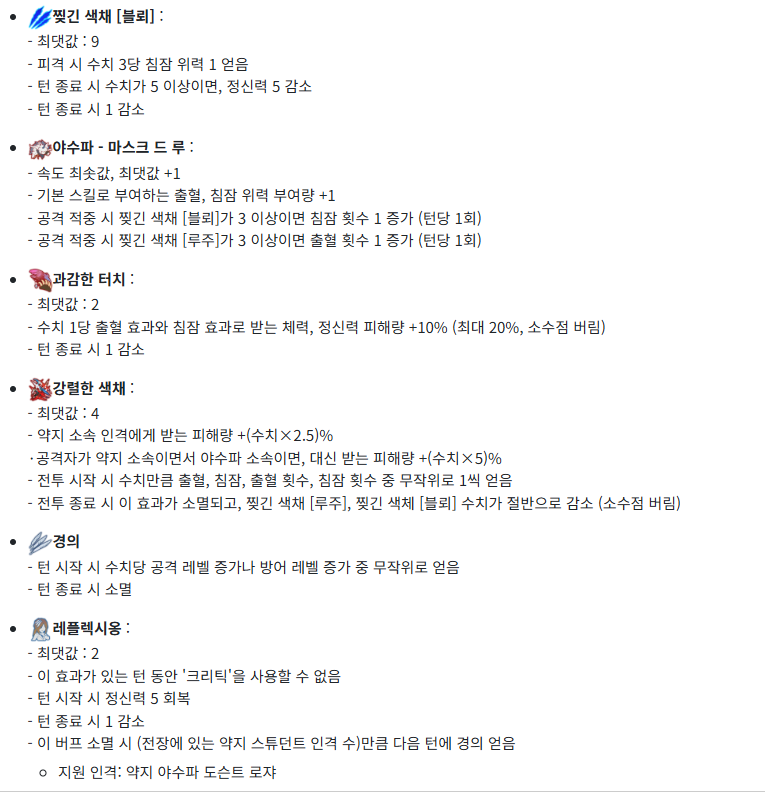 찢긴 색채 [블뢰] :
- 최댓값 : 9
- 피격 시 수치 3당 침잠 위력 1 얻음
- 턴 종료 시 수치가 5 이상이면, 정신력 5 감소
- 턴 종료 시 1 감소
야수파 - 마스크 드 루 :
- 속도 최솟값, 최댓값 +1
- 기본 스킬로 부여하는 출혈, 침잠 위력 부여량 +1
- 공격 적중 시 찢긴 색채 [블뢰]가 3 이상이면 침잠 횟수 1 증가 (턴당 1회)
- 공격 적중 시 찢긴 색채 [루주]가 3 이상이면 출혈 횟수 1 증가 (턴당 1회)
과감한 터치 :
- 최댓값 : 2
- 수치 1당 출혈 효과와 침잠 효과로 받는 체력, 정신력 피해량 +10% (최대 20%, 소수점 버림)
- 턴 종료 시 1 감소
강렬한 색채 :
- 최댓값 : 4
- 약지 소속 인격에게 받는 피해량 +(수치×2.5)%
·공격자가 약지 소속이면서 야수파 소속이면, 대신 받는 피해량 +(수치×5)%
- 전투 시작 시 수치만큼 출혈, 침잠, 출혈 횟수, 침잠 횟수 중 무작위로 1씩 얻음
- 전투 종료 시 이 효과가 소멸되고, 찢긴 색채 [루주], 찢긴 색체 [블뢰] 수치가 절반으로 감소 (소수점 버림)
경의
- 턴 시작 시 수치당 공격 레벨 증가나 방어 레벨 증가 중 무작위로 얻음
- 턴 종료 시 소멸
레플렉시옹 :
- 최댓값 : 2
- 이 효과가 있는 턴 동안 '크리틱'을 사용할 수 없음
- 턴 시작 시 정신력 5 회복
- 턴 종료 시 1 감소
- 이 버프 소멸 시 (전장에 있는 약지 스튜던트 인격 수)만큼 다음 턴에 경의 얻음
지원 인격: 약지 야수파 도슨트 로쟈